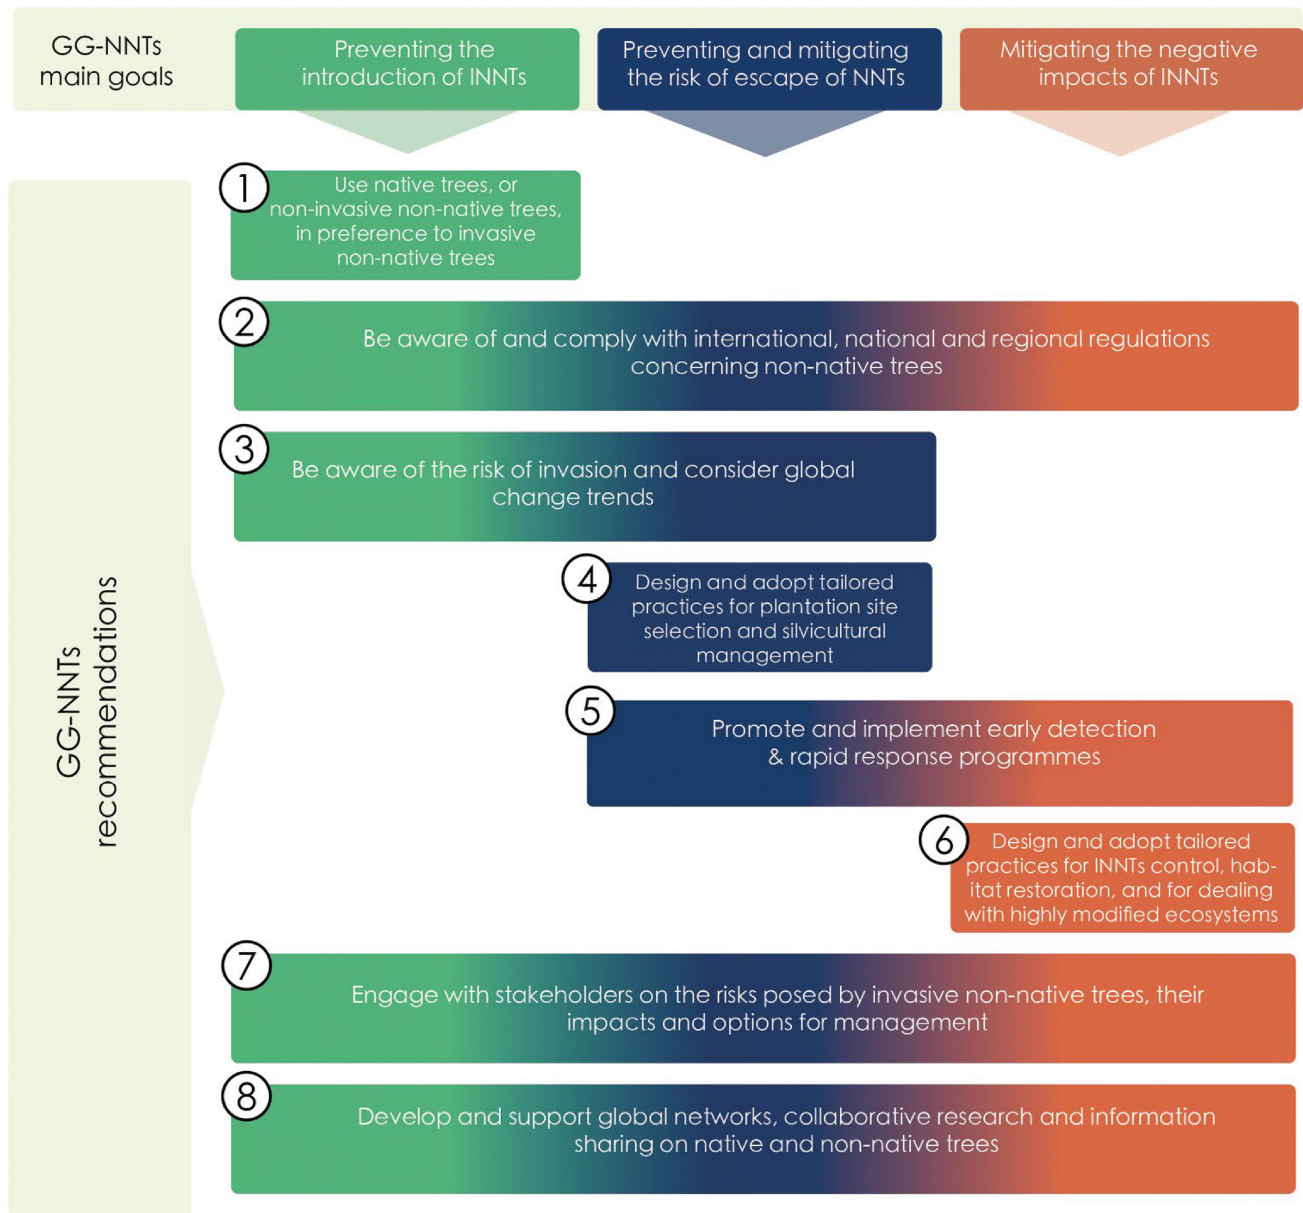 GG-NNTs
main goals
Preventing the
introduction of INNTs
Preventing and mitigating
the risk of escape of NNTs
Mitigating the negative
impacts of INNTs
GG-NNTs
recommendations
1
Use native trees, or
non-invasive non-native trees,
in preference to invasive
non-native trees
2
Be aware of and comply with international, national and regional regulations
concerning non-native trees
3
Be aware of the risk of invasion and consider global
change trends
4
Design and adopt tailored
practices for plantation site
selection and silvicultural
management
5
Promote and implement early detection
& rapid response programmes
6
Design and adopt tailored
practices for INNTs control, hab-
itat restoration, and for dealing
with highly modified ecosystems
7
Engage with stakeholders on the risks posed by invasive non-native trees, their
impacts and options for management
8
Develop and support global networks, collaborative research and information
sharing on native and non-native trees